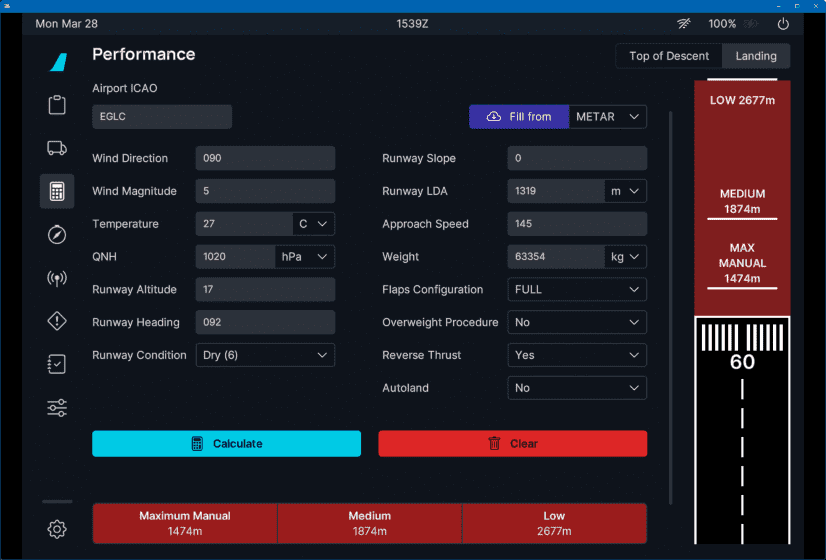 Mon Mar 28
1539Z
100%
Performance
Top of Descent
Landing
Airport ICAO
EGLC
Fill from
METAR
Wind Direction
090
Wind Magnitude
5
Temperature
27
C
QNH
1020
hPa
Runway Altitude
17
Runway Heading
092
Runway Condition
Dry (6)
Runway Slope
0
Runway LDA
1319
m
Approach Speed
145
Weight
63354
kg
Flaps Configuration
FULL
Overweight Procedure
No
Reverse Thrust
Yes
Autoland
No
Calculate
Clear
Maximum Manual
1474m
Medium
1874m
Low
2677m
LOW 2677m
MEDIUM
1874m
MAX
MANUAL
1474m
60